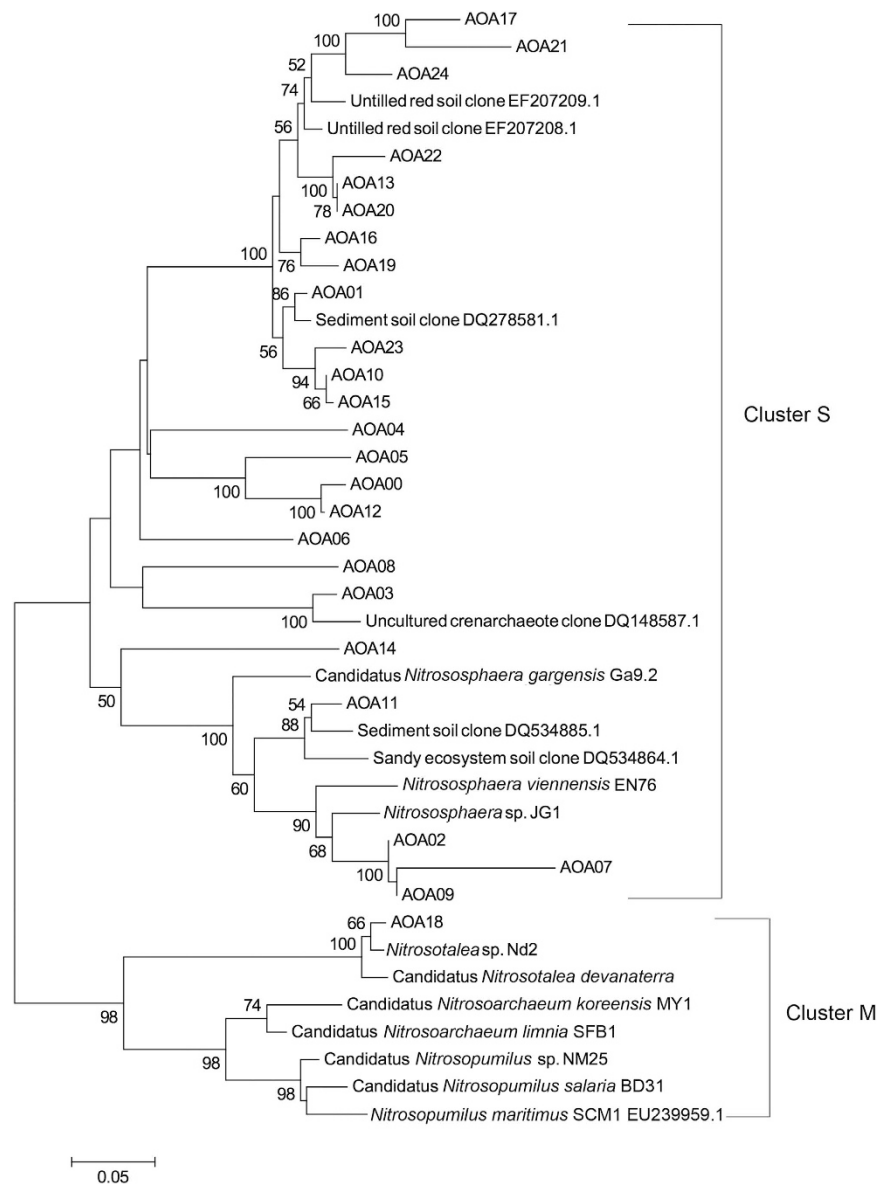 100
AOA17
100
AOA21
52
AOA24
74
Untilled red soil clone EF207209.1
56
Untilled red soil clone EF207208.1
AOA22
100
AOA13
78
AOA20
AOA16
100
76
AOA19
86
AOA01
Sediment soil clone DQ278581.1
56
AOA23
94
AOA10
66
AOA15
Cluster S
AOA04
AOA05
100
AOA00
100
AOA12
AOA06
AOA08
AOA03
100
Uncultured crenarchaeote clone DQ148587.1
AOA14
50
Candidatus Nitrososphaera gargensis Ga9.2
54
AOA11
100
88
Sediment soil clone DQ534885.1
Sandy ecosystem soil clone DQ534864.1
60
Nitrososphaera viennensis EN76
90
Nitrososphaera sp. JG1
68
AOA02
100
AOA07
AOA09
66
AOA18
100
Nitrosotalea sp. Nd2
Candidatus Nitrosotalea devanaterra
98
74
Candidatus Nitrosoarchaeum koreensis MY1
Cluster M
Candidatus Nitrosoarchaeum limnia SFB1
98
Candidatus Nitrosopumilus sp. NM25
98
Candidatus Nitrosopumilus salaria BD31
Nitrosopumilus maritimus SCM1 EU239959.1
0.05